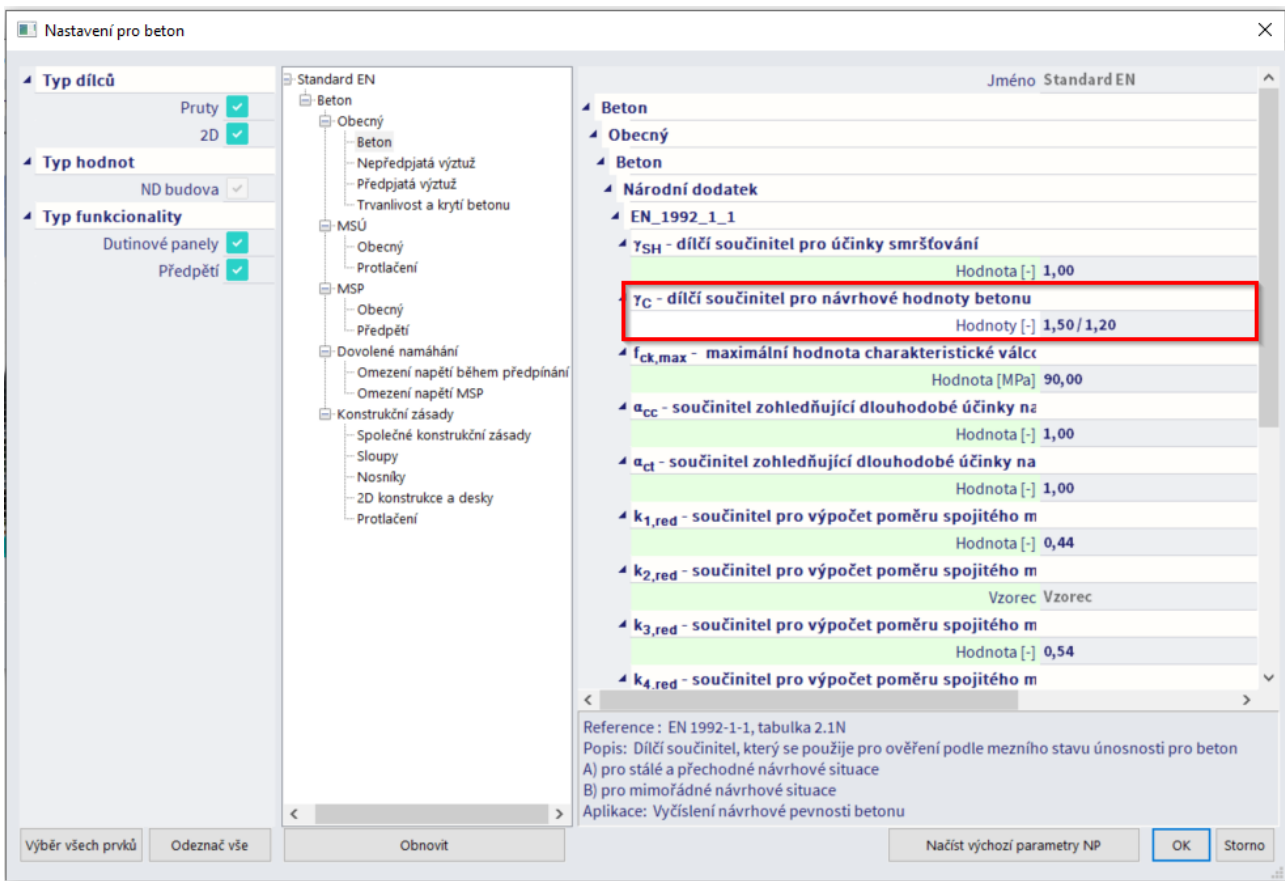 Nastavení pro beton
Typ dílců
Pruty
2D
Typ hodnot
ND budova
Typ funkcionality
Dutinové panely
Předpětí
Výběr všech prvků
Odeznač vše
Standard EN
Beton
Obecný
Beton
Nepředpjatá výztuž
Předpjatá výztuž
Trvanlivost a krytí betonu
MSÚ
Obecný
Protlačení
MSP
Obecný
Předpětí
Dovolené namáhání
Omezení napětí během předpínání
Omezení napětí MSP
Konstrukční zásady
Společné konstrukční zásady
Sloupy
Nosníky
2D konstrukce a desky
Protlačení
Obnovit
Jméno Standard EN
Beton
Obecný
Beton
Národní dodatek
EN_1992_1_1
γSH - dílčí součinitel pro účinky smršťování
Hodnota [-] 1,00
γC - dílčí součinitel pro návrhové hodnoty betonu
Hodnoty [-] 1,50 / 1,20
fck,max - maximální hodnota charakteristické válco
Hodnota [MPa] 90,00
αcc - součinitel zohledňující dlouhodobé účinky na
Hodnota [-] 1,00
αct - součinitel zohledňující dlouhodobé účinky na
Hodnota [-] 1,00
k1,red - součinitel pro výpočet poměru spojitého m
Hodnota [-] 0,44
k2,red - součinitel pro výpočet poměru spojitého m
Vzorec Vzorec
k3,red - součinitel pro výpočet poměru spojitého m
Hodnota [-] 0,54
k4,red - součinitel pro výpočet poměru spojitého m
Reference : EN 1992-1-1, tabulka 2.1N
Popis: Dílčí součinitel, který se použije pro ověření podle mezního stavu únosnosti pro beton
A) pro stálé a přechodné návrhové situace
B) pro mimořádné návrhové situace
Aplikace: Vyčíslení návrhové pevnosti betonu
Načíst výchozí parametry NP
OK
Storno